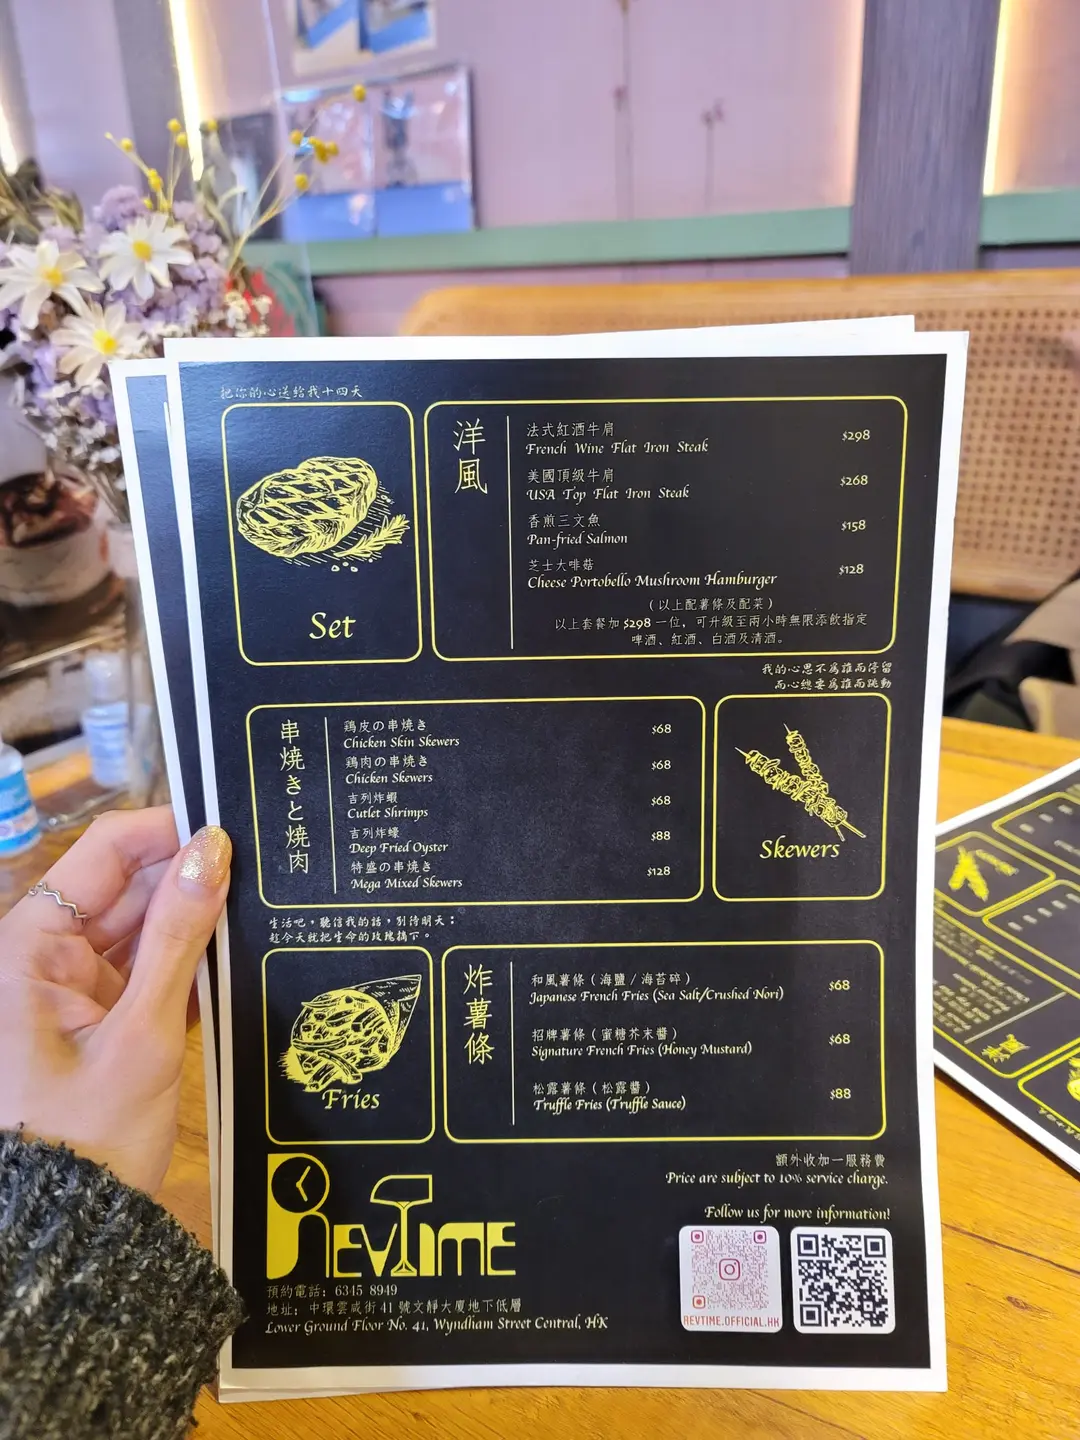 把你的心送給我十四天
Set
洋風
法式紅酒牛肩
French Wine Flat Iron Steak
$298
美國頂級牛肩
USA Top Flat Iron Steak
$268
香煎三文魚
Pan-fried Salmon
$158
芝士大啡菇
Cheese Portobello Mushroom Hamburger
$128
(以上配薯條及配菜)
以上套餐加 $298 一位，可升級至兩小時無限添飲指定
啤酒、紅酒、白酒及清酒。
我的心思不為誰而停留
而心總要為誰而跳動
串焼きと焼肉
鶏皮の串焼き
Chicken Skin Skewers
$68
鶏肉の串焼き
Chicken Skewers
$68
吉列炸蝦
Cutlet Shrimps
$68
吉列炸蠔
Deep Fried Oyster
$88
特盛の串焼き
Mega Mixed Skewers
$128
Skewers
生活吧，聽信我的話，別待明天：
趁今天就把生命的玫瑰摘下。
Fries
炸薯條
和風薯條 (海鹽 / 海苔碎)
Japanese French Fries (Sea Salt/Crushed Nori)
$68
招牌薯條 (蜜糖芥末醬)
Signature French Fries (Honey Mustard)
$68
松露薯條 (松露醬)
Truffle Fries (Truffle Sauce)
$88
額外收加一服務費
Price are subject to 10% service charge.
Follow us for more information!
REVTIME
REVTIME.OFFICIAL.HK
預約電話：6345 8949
地址：中環雲咸街 41 號文靜大廈地下低層
Lower Ground Floor No. 41, Wyndham Street Central, HK